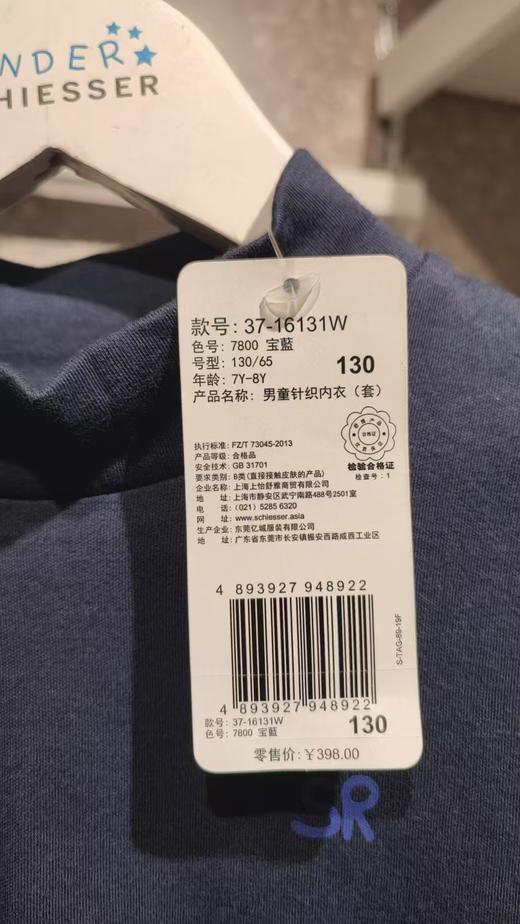 NDER
HIESSER
款号: 37-16131W
色号: 7800 宝藍
号型: 130/65
130
年龄: 7Y-8Y
产品名称: 男童针织内衣（套）
执行标准: FZ/T 73045-2013
产品等级: 合格品
安全技术: GB 31701
要求类别: B类(直接接触皮肤的产品)
合格证
检验合格证
检查号: 1
企业名称: 上海上怡舒雅商贸有限公司
地 址: 上海市静安区武宁南路488号2501室
电 话: (021) 5285 6320
网 址: www.schiesser.asia
生产企业: 东莞亿城服装有限公司
地 址: 广东省东莞市长安镇振安西路咸西工业区
4 893927 948922
S-TAG-89-19F
4 893927 948922
款号: 37-16131W
色号: 7800 宝藍
130
零售价: ¥398.00
SR